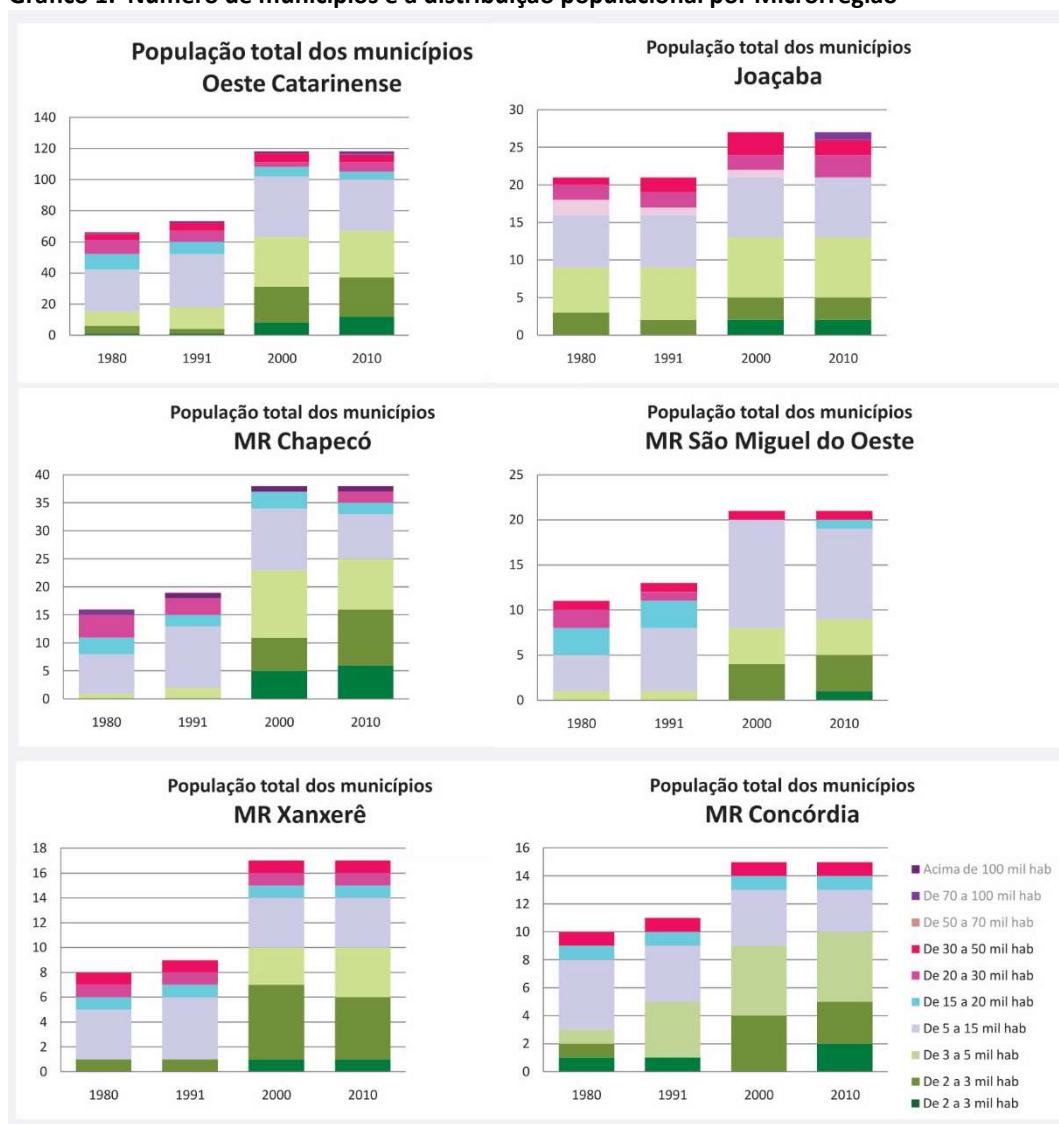 Gráfico 1: Número de municípios e a distribuição populacional por Microrregião
População total dos municípios
Oeste Catarinense
140
120
100
80
60
40
20
0
1980 1991 2000 2010
População total dos municípios
Joaçaba
30
25
20
15
10
5
0
1980 1991 2000 2010
População total dos municípios
MR Chapecó
40
35
30
25
20
15
10
5
0
1980 1991 2000 2010
População total dos municípios
MR São Miguel do Oeste
25
20
15
10
5
0
1980 1991 2000 2010
População total dos municípios
MR Xanxerê
18
16
14
12
10
8
6
4
2
0
1980 1991 2000 2010
População total dos municípios
MR Concórdia
16
14
12
10
8
6
4
2
0
1980 1991 2000 2010
Acima de 100 mil hab
De 70 a 100 mil hab
De 50 a 70 mil hab
De 30 a 50 mil hab
De 20 a 30 mil hab
De 15 a 20 mil hab
De 5 a 15 mil hab
De 3 a 5 mil hab
De 2 a 3 mil hab
De 2 a 3 mil hab